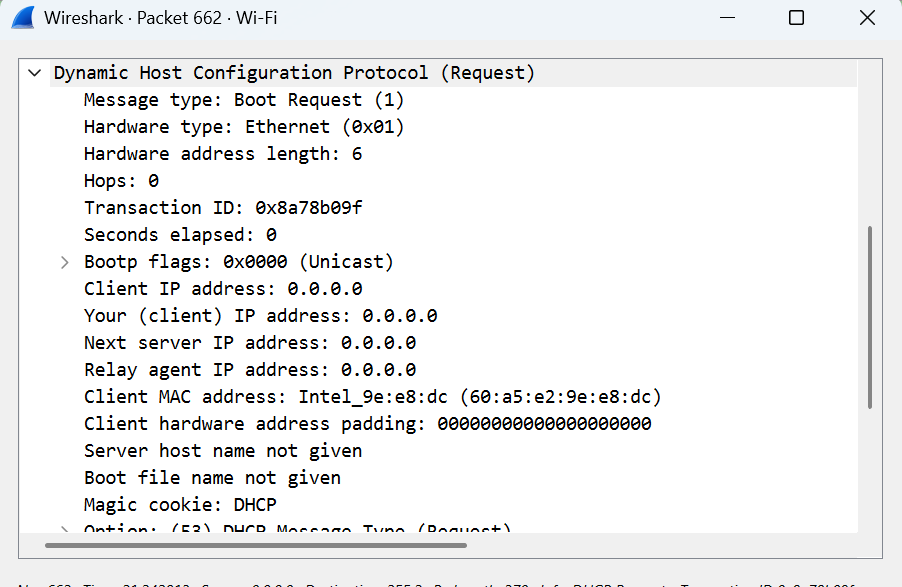 Wireshark · Packet 662 · Wi-Fi
Dynamic Host Configuration Protocol (Request)
Message type: Boot Request (1)
Hardware type: Ethernet (0x01)
Hardware address length: 6
Hops: 0
Transaction ID: 0x8a78b09f
Seconds elapsed: 0
Bootp flags: 0x0000 (Unicast)
Client IP address: 0.0.0.0
Your (client) IP address: 0.0.0.0
Next server IP address: 0.0.0.0
Relay agent IP address: 0.0.0.0
Client MAC address: Intel_9e:e8:dc (60:a5:e2:9e:e8:dc)
Client hardware address padding: 00000000000000000000
Server host name not given
Boot file name not given
Magic cookie: DHCP
Option: (53) DHCP Message Type (Request)